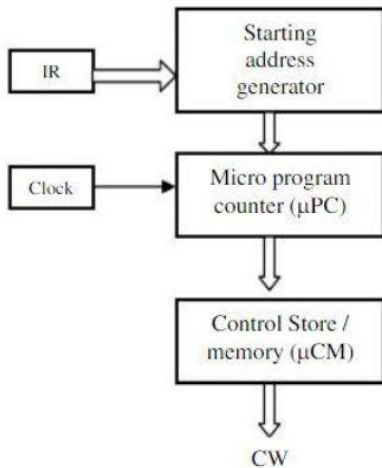 Starting
address
generator
IR
Micro program
counter (μPC)
Clock
Control Store /
memory (μCM)
CW